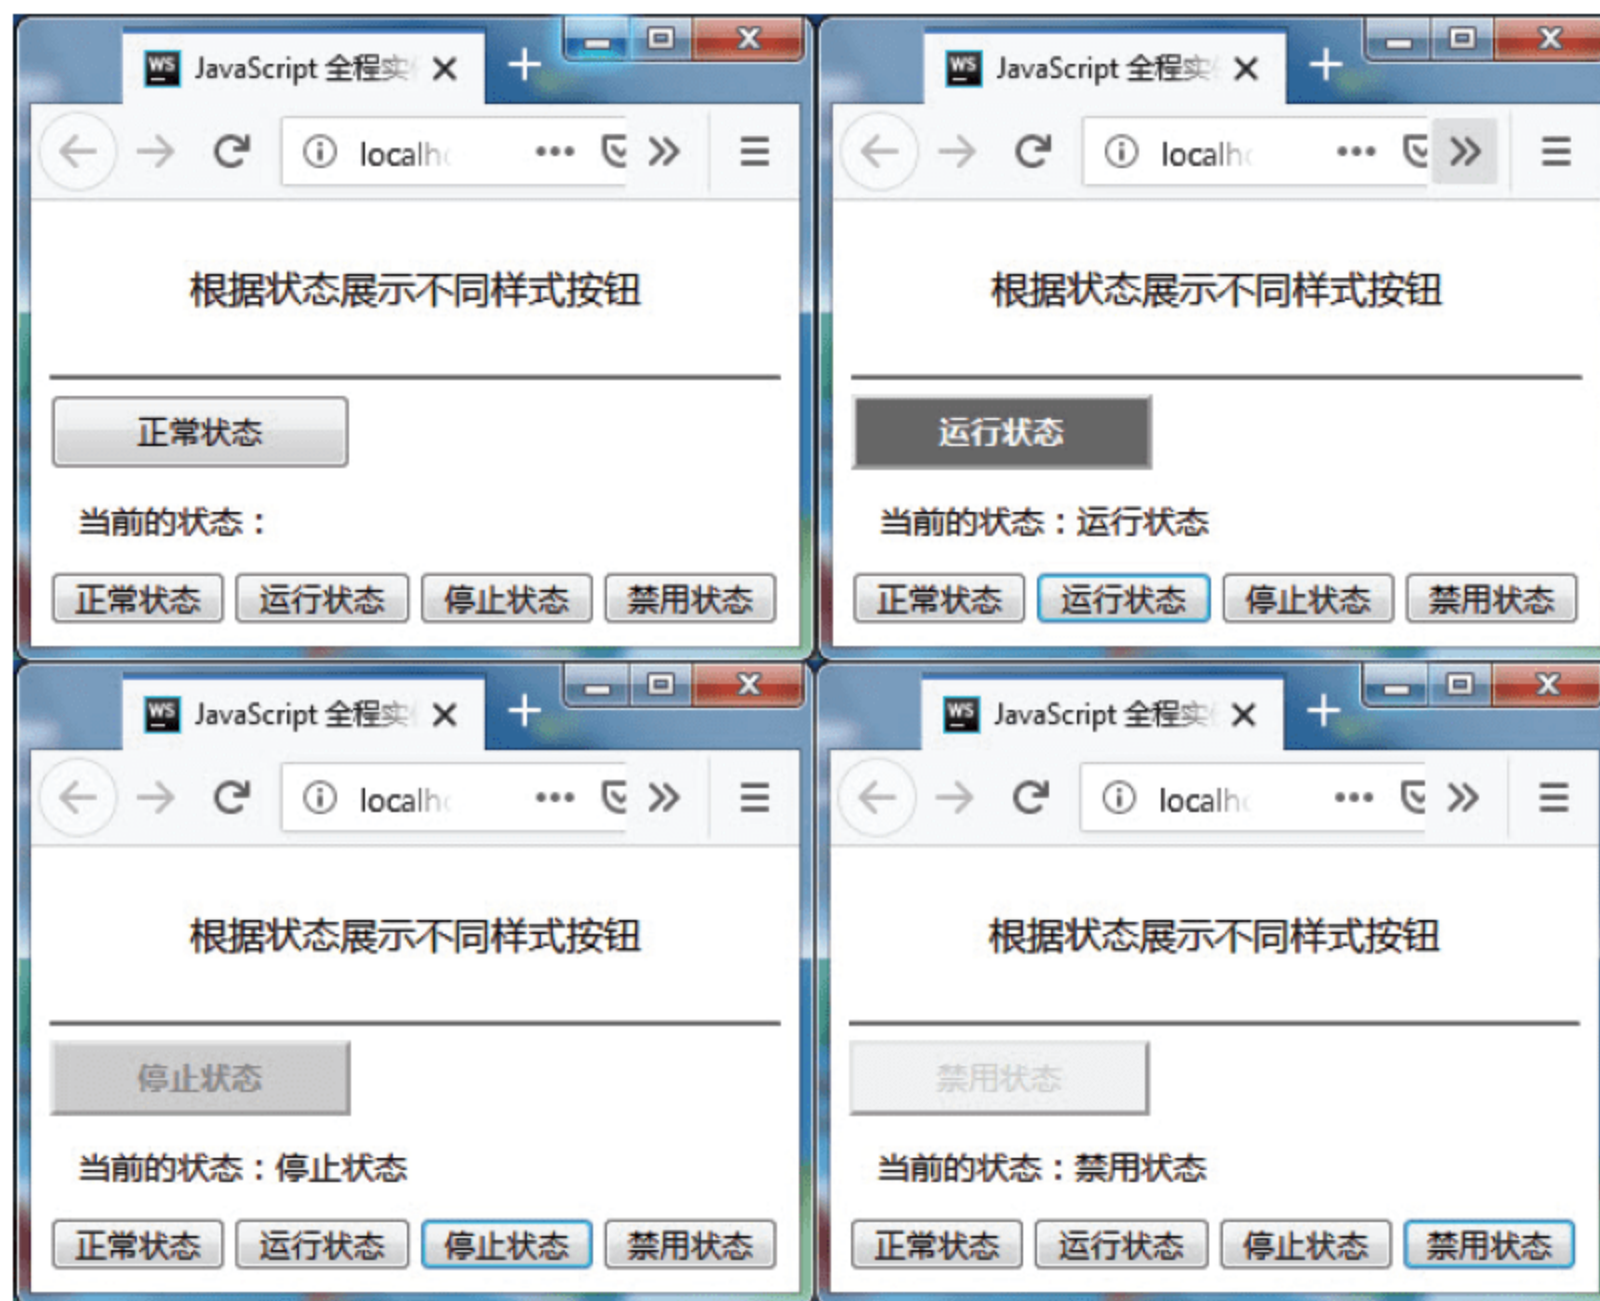 WS JavaScript 全程实
localh
根据状态展示不同样式按钮
正常状态
当前的状态：
正常状态 运行状态 停止状态 禁用状态
WS JavaScript 全程实
localh
根据状态展示不同样式按钮
运行状态
当前的状态：运行状态
正常状态 运行状态 停止状态 禁用状态
WS JavaScript 全程实
localh
根据状态展示不同样式按钮
停止状态
当前的状态：停止状态
正常状态 运行状态 停止状态 禁用状态
WS JavaScript 全程实
localh
根据状态展示不同样式按钮
禁用状态
当前的状态：禁用状态
正常状态 运行状态 停止状态 禁用状态